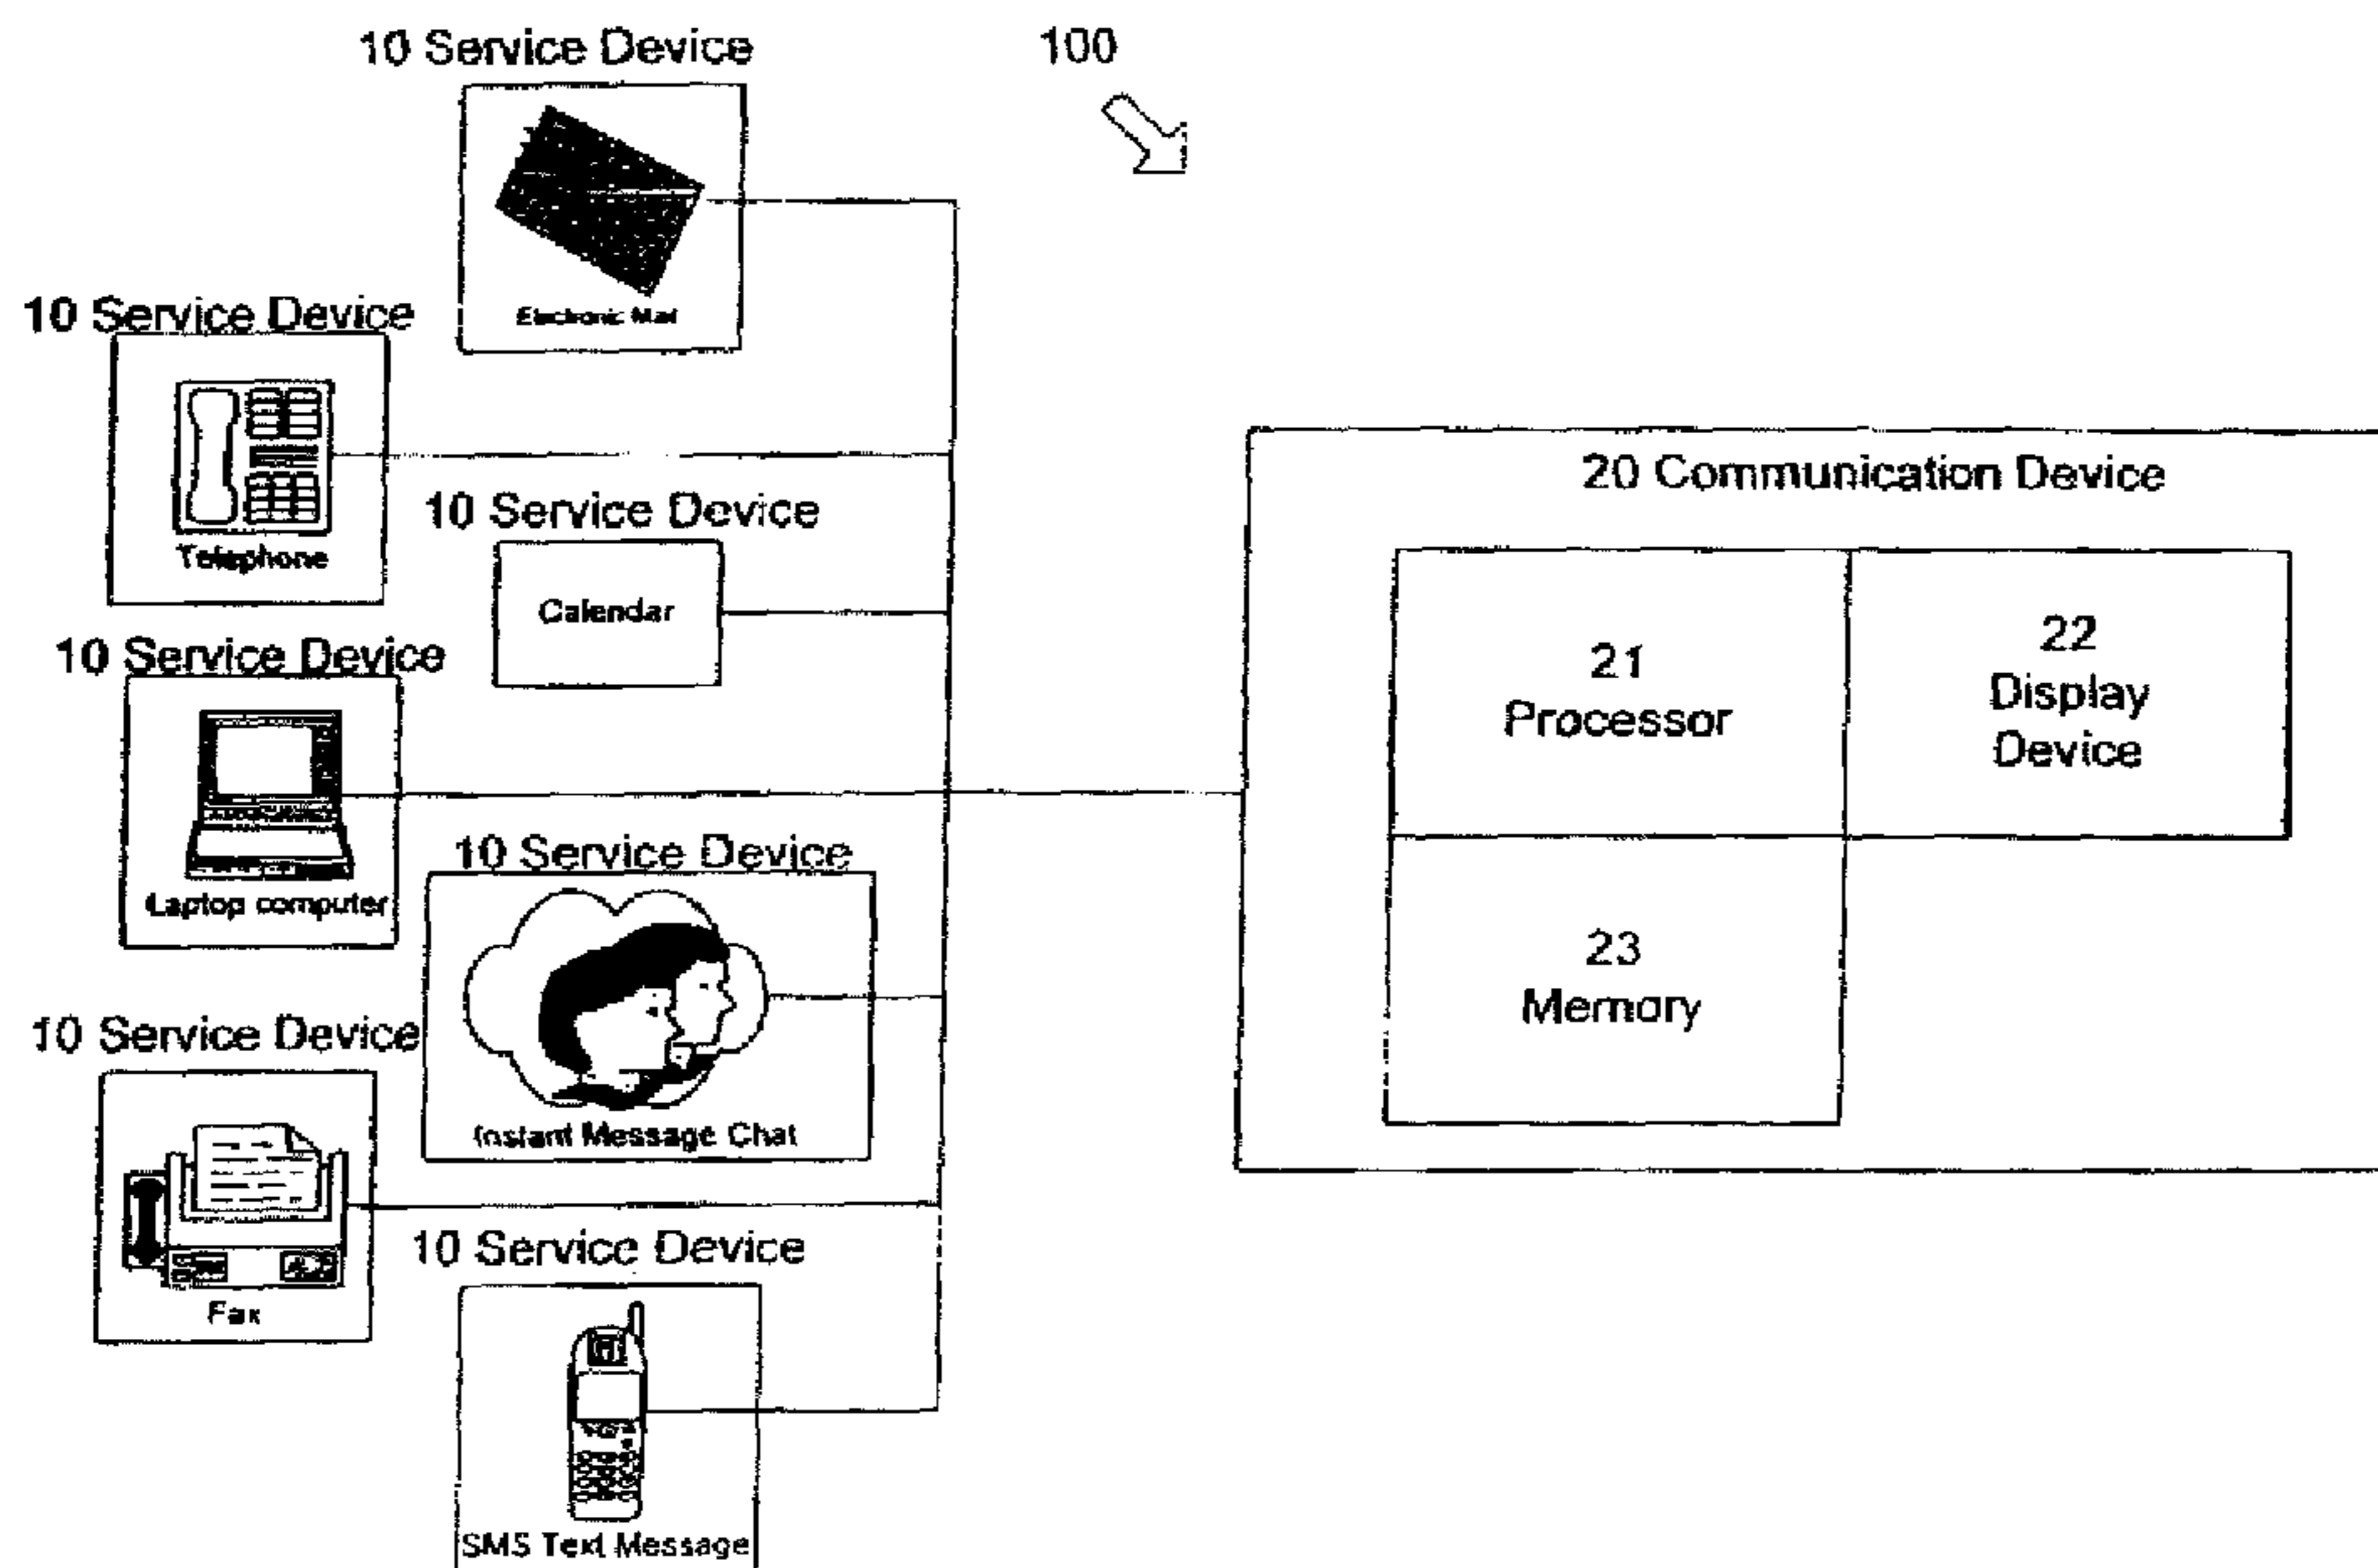 10 Service Device
100
Electronic Mail
10 Service Device
Telephone
10 Service Device
Calendar
20 Communication Device
21
Processor
22
Display
Device
23
Memory
10 Service Device
Laptop computer
10 Service Device
Instant Message Chat
10 Service Device
Fax
10 Service Device
SMS Text Message